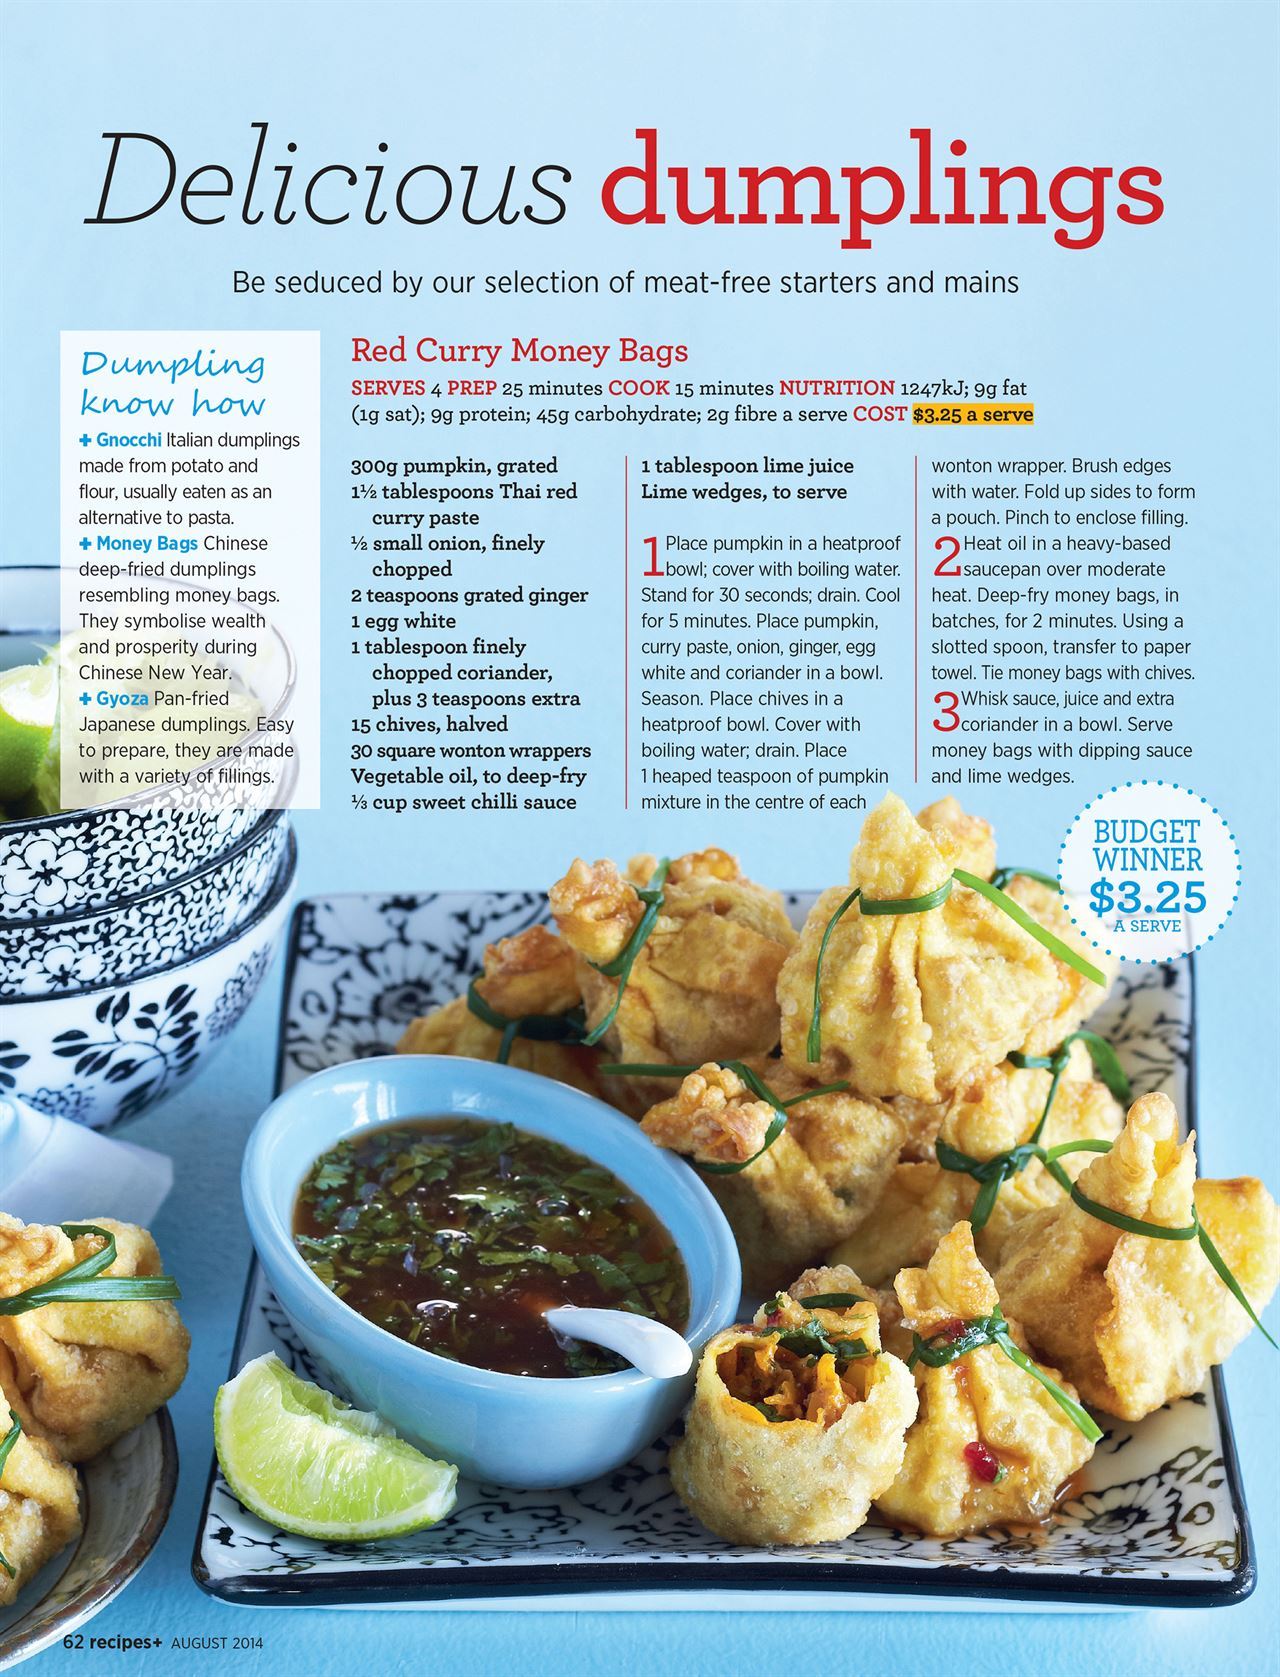 Delicious dumplings
Be seduced by our selection of meat-free starters and mains
Dumpling
know how
+ Gnocchi Italian dumplings
made from potato and
flour, usually eaten as an
alternative to pasta.
+ Money Bags Chinese
deep-fried dumplings
resembling money bags.
They symbolise wealth
and prosperity during
Chinese New Year.
+ Gyoza Pan-fried
Japanese dumplings. Easy
to prepare, they are made
with a variety of fillings.
Red Curry Money Bags
SERVES 4 PREP 25 minutes COOK 15 minutes NUTRITION 1247kJ; 9g fat
(1g sat); 9g protein; 45g carbohydrate; 2g fibre a serve COST $3.25 a serve
300g pumpkin, grated
1½ tablespoons Thai red
curry paste
½ small onion, finely
chopped
2 teaspoons grated ginger
1 egg white
1 tablespoon finely
chopped coriander,
plus 3 teaspoons extra
15 chives, halved
30 square wonton wrappers
Vegetable oil, to deep-fry
⅓ cup sweet chilli sauce
1 tablespoon lime juice
Lime wedges, to serve
1 Place pumpkin in a heatproof
bowl; cover with boiling water.
Stand for 30 seconds; drain. Cool
for 5 minutes. Place pumpkin,
curry paste, onion, ginger, egg
white and coriander in a bowl.
Season. Place chives in a
heatproof bowl. Cover with
boiling water; drain. Place
1 heaped teaspoon of pumpkin
mixture in the centre of each
wonton wrapper. Brush edges
with water. Fold up sides to form
a pouch. Pinch to enclose filling.
2 Heat oil in a heavy-based
saucepan over moderate
heat. Deep-fry money bags, in
batches, for 2 minutes. Using a
slotted spoon, transfer to paper
towel. Tie money bags with chives.
3 Whisk sauce, juice and extra
coriander in a bowl. Serve
money bags with dipping sauce
and lime wedges.
BUDGET
WINNER
$3.25
A SERVE
62 recipes+ AUGUST 2014